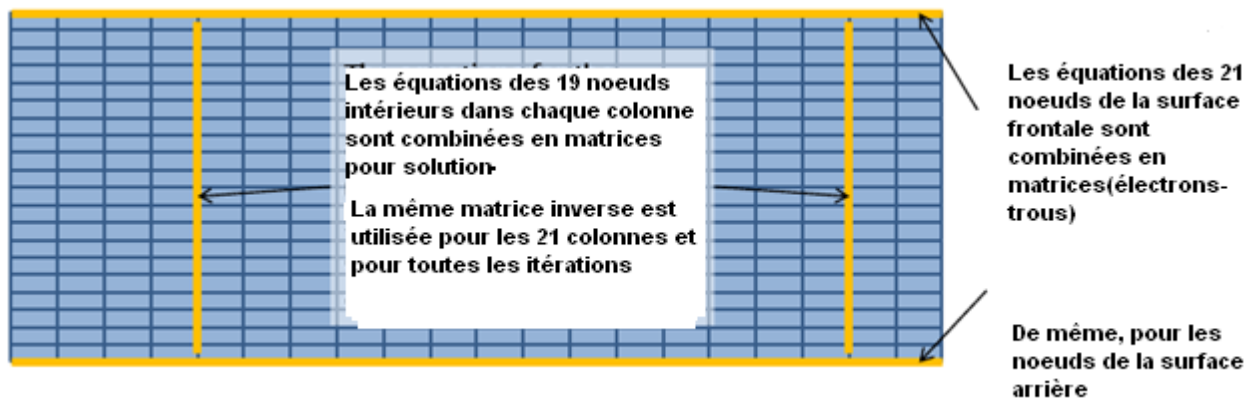 Les équations des 19 noeuds
intérieurs dans chaque colonne
sont combinées en matrices
pour solution-
La même matrice inverse est
utilisée pour les 21 colonnes et
pour toutes les itérations
Les équations des 21
noeuds de la surface
frontale sont
combinées en
matrices(électrons-
trous)
De même, pour les
noeuds de la surface
arrière